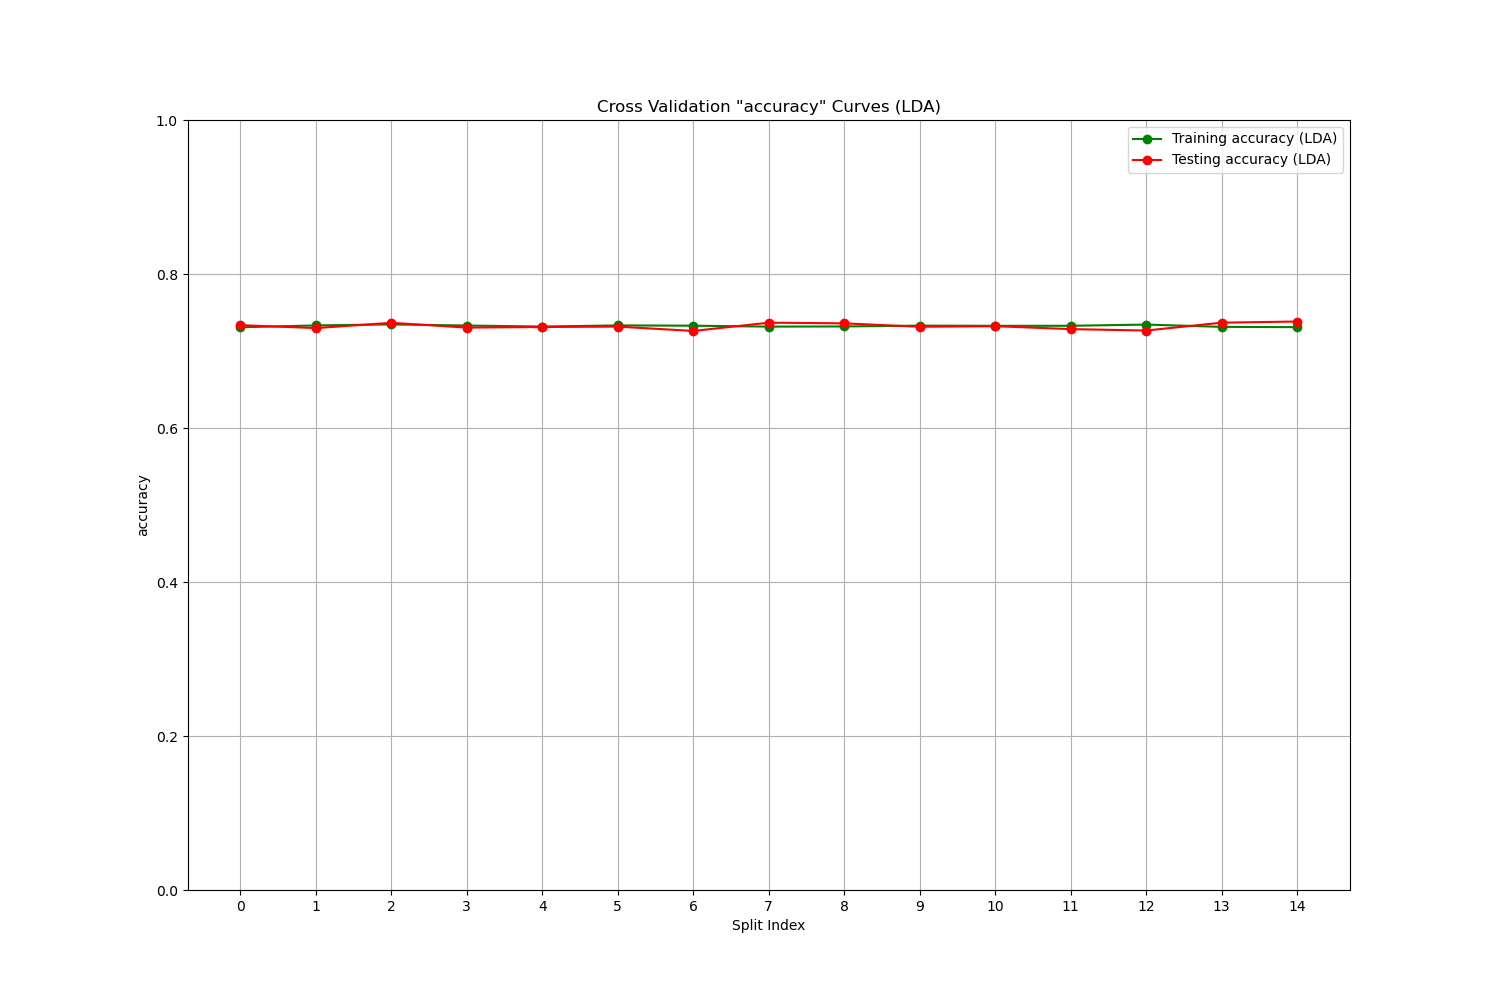 Cross Validation "accuracy" Curves (LDA)
Training accuracy (LDA)
Testing accuracy (LDA)
1.0
0.8
0.6
0.4
0.2
0.0
accuracy
0 1 2 3 4 5 6 7 8 9 10 11 12 13 14
Split Index